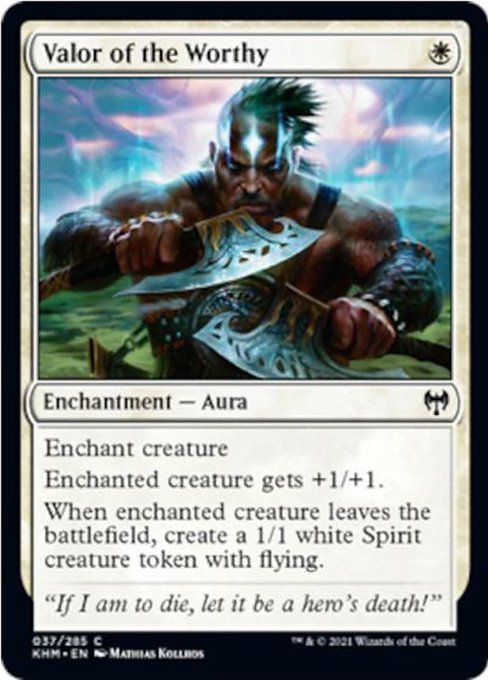 Valor of the Worthy
Enchantment — Aura
Enchant creature
Enchanted creature gets +1/+1.
When enchanted creature leaves the
battlefield, create a 1/1 white Spirit
creature token with flying.
“If I am to die, let it be a hero’s death!”
037/285 C
™ & © 2021 Wizards of the Coast
KHM • EN Mathias Kollros